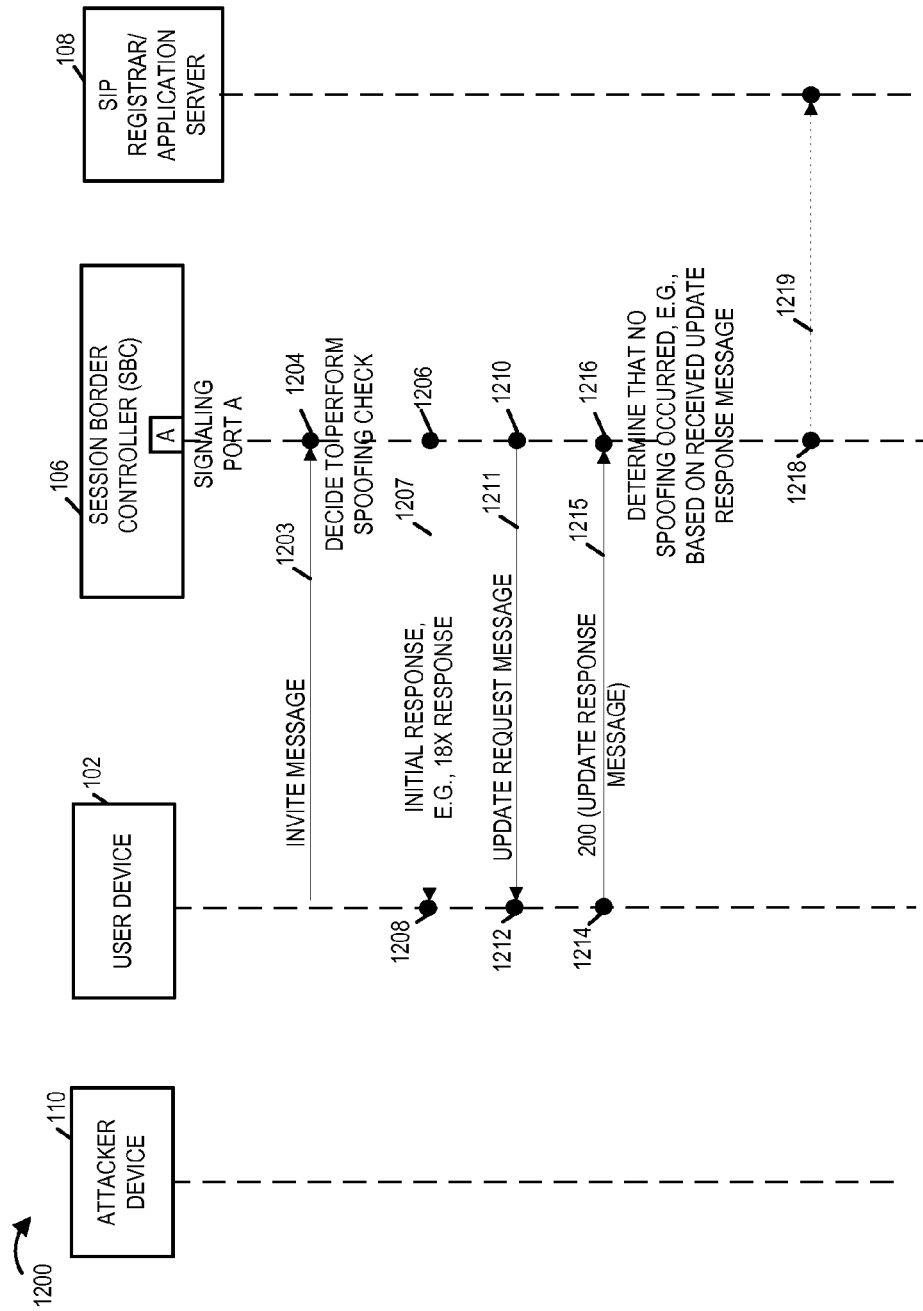 1200
110
ATTACKER
DEVICE
102
USER DEVICE
106
SESSION BORDER
CONTROLLER (SBC)
A
SIGNALING
PORT A
108
SIP
REGISTRAR/
APPLICATION
SERVER
INVITE MESSAGE
1203
1204
DECIDE TO PERFORM
SPOOFING CHECK
1208
INITIAL RESPONSE,
E.G., 18X RESPONSE
1207
1206
1212
UPDATE REQUEST MESSAGE
1211
1210
1214
200 (UPDATE RESPONSE
MESSAGE)
1215
1216
DETERMINE THAT NO
SPOOFING OCCURRED, E.G.,
BASED ON RECEIVED UPDATE
RESPONSE MESSAGE
1218
1219